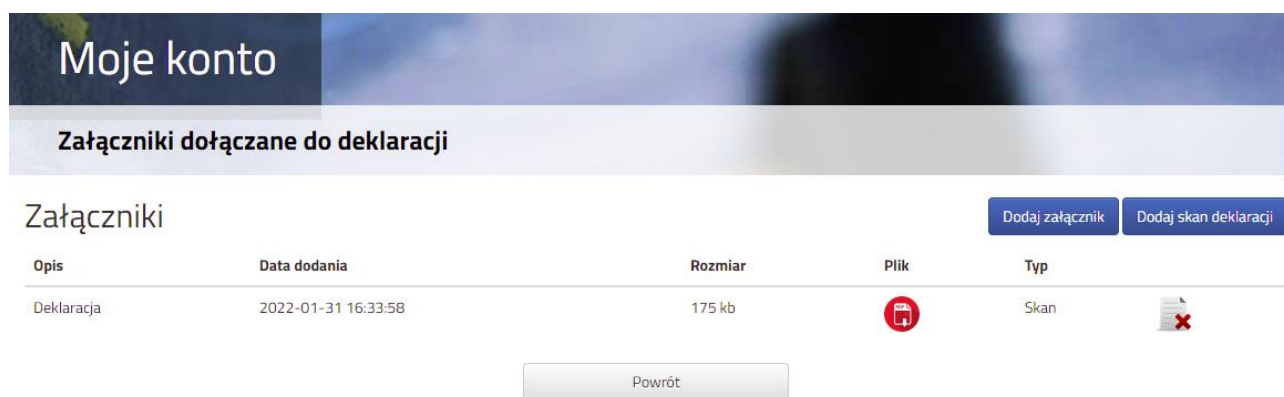 Moje konto
Załączniki dołączane do deklaracji
Załączniki
Dodaj załącznik
Dodaj skan deklaracji
Opis Data dodania Rozmiar Plik Typ
Deklaracja 2022-01-31 16:33:58 175 kb Skan
Powrót